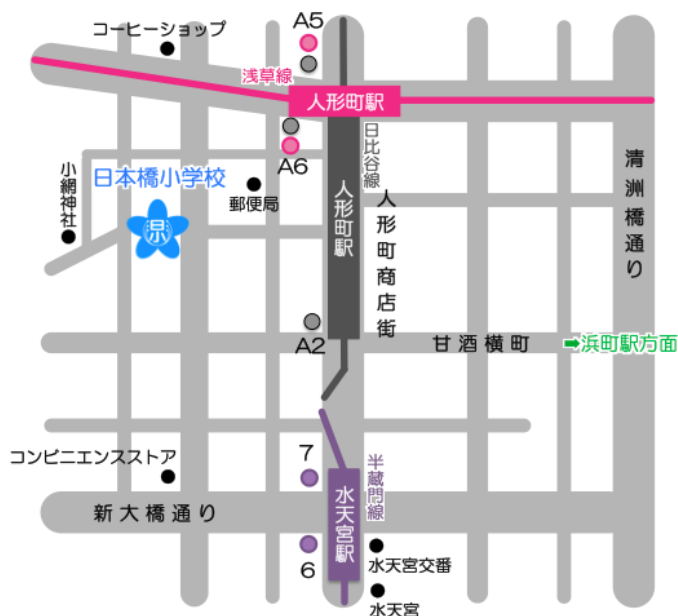 コーヒーショップ
A5
浅草線
人形町駅
A6
日比谷線
日本橋小学校
小網神社
郵便局
人形町駅
人形町商店街
清洲橋通り
A2
甘酒横町
➡浜町駅方面
7
コンビニエンスストア
半蔵門線
新大橋通り
水天宮駅
6
水天宮交番
水天宮